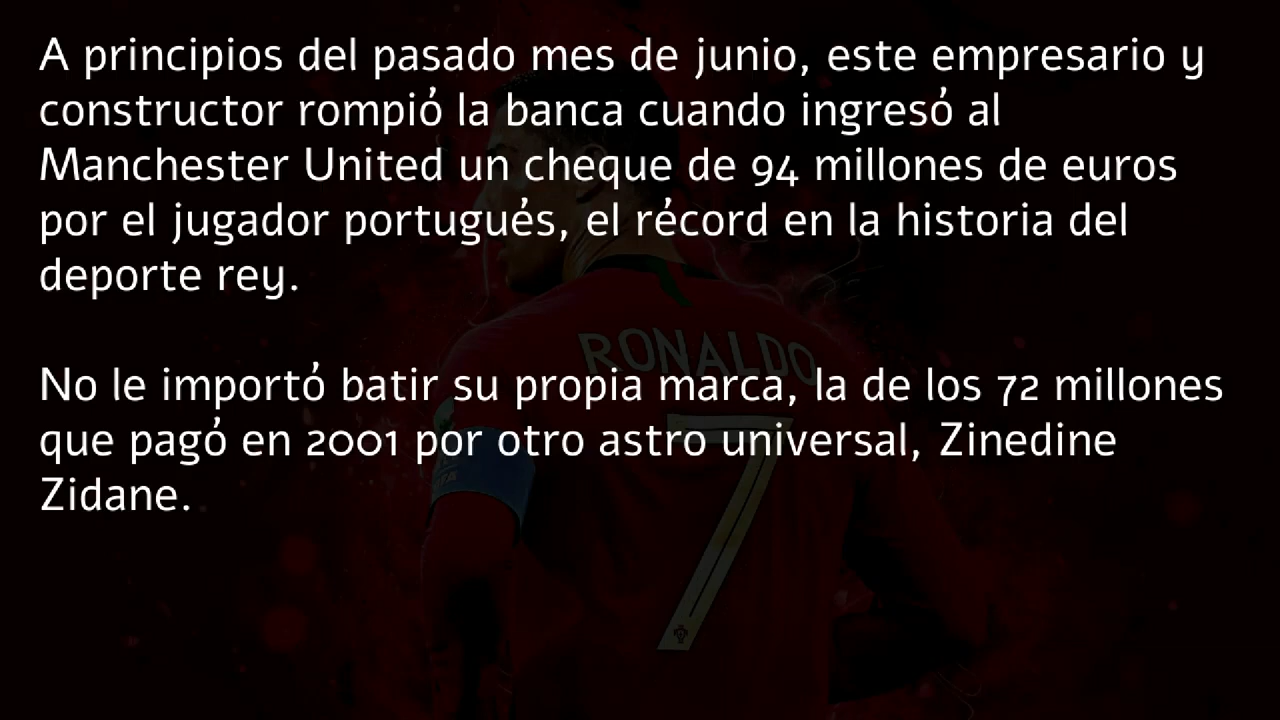 A principios del pasado mes de junio, este empresario y
constructor rompió la banca cuando ingresó al
Manchester United un cheque de 94 millones de euros
por el jugador portugués, el récord en la historia del
deporte rey.
No le importó batir su propia marca, la de los 72 millones
que pagó en 2001 por otro astro universal, Zinedine
Zidane.
RONALDO
7
FIFA